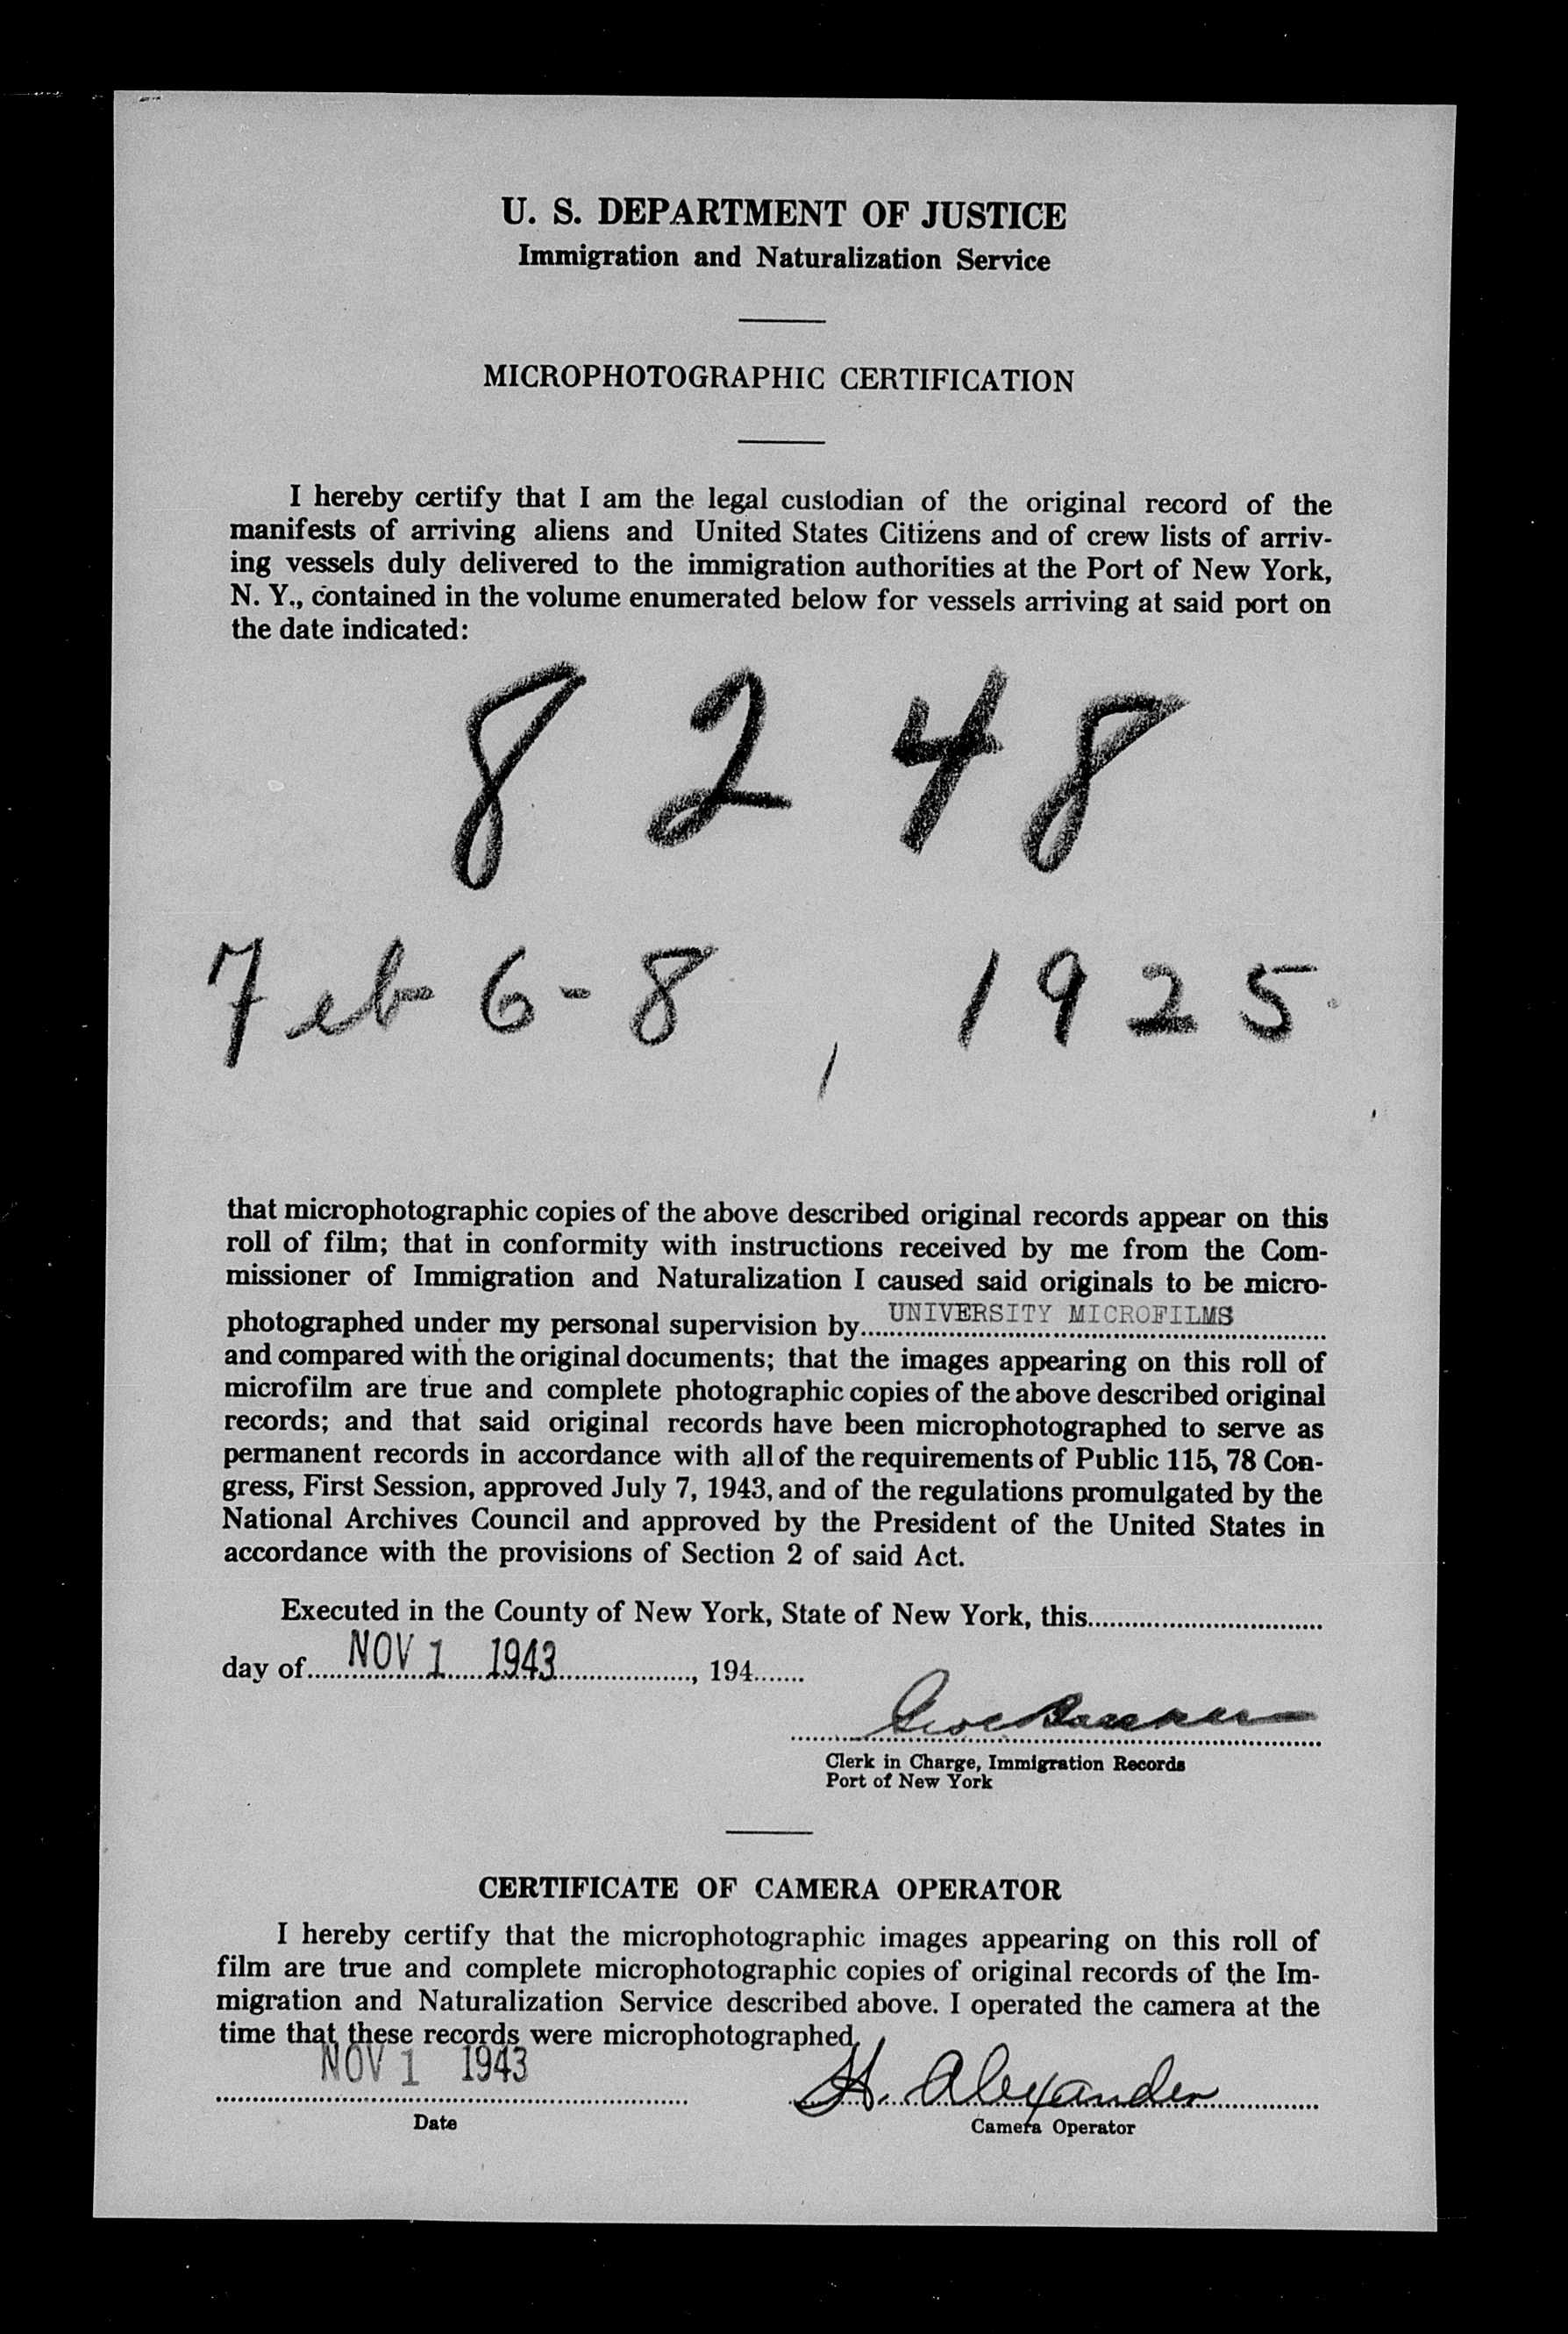 U. S. DEPARTMENT OF JUSTICE
Immigration and Naturalization Service
MICROPHOTOGRAPHIC CERTIFICATION
I hereby certify that I am the legal custodian of the original record of the
manifests of arriving aliens and United States Citizens and of crew lists of arriv-
ing vessels duly delivered to the immigration authorities at the Port of New York,
N. Y., contained in the volume enumerated below for vessels arriving at said port on
the date indicated:
8248
Feb 6-8, 1925
that microphotographic copies of the above described original records appear on this
roll of film; that in conformity with instructions received by me from the Com-
missioner of Immigration and Naturalization I caused said originals to be micro-
photographed under my personal supervision by UNIVERSITY MICROFILMS
and compared with the original documents; that the images appearing on this roll of
microfilm are true and complete photographic copies of the above described original
records; and that said original records have been microphotographed to serve as
permanent records in accordance with all of the requirements of Public 115, 78 Con-
gress, First Session, approved July 7, 1943, and of the regulations promulgated by the
National Archives Council and approved by the President of the United States in
accordance with the provisions of Section 2 of said Act.
Executed in the County of New York, State of New York, this
day of NOV 1 1943, 194
Clerk in Charge, Immigration Records
Port of New York
CERTIFICATE OF CAMERA OPERATOR
I hereby certify that the microphotographic images appearing on this roll of
film are true and complete microphotographic copies of original records of the Im-
migration and Naturalization Service described above. I operated the camera at the
time that these records were microphotographed.
NOV 1 1943 H. Alexander
Date Camera Operator